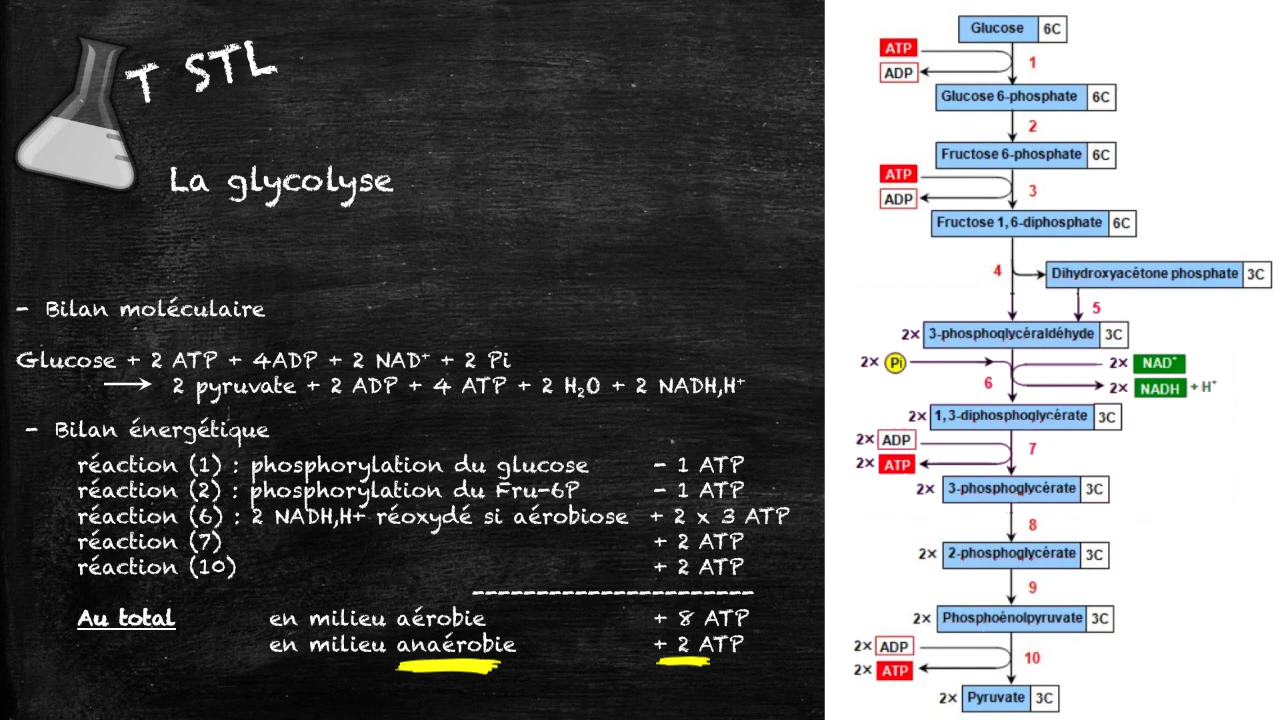 T STL
La glycolyse
- Bilan moléculaire
Glucose + 2 ATP + 4ADP + 2 NAD⁺ + 2 Pi
⟶ 2 pyruvate + 2 ADP + 4 ATP + 2 H₂O + 2 NADH,H⁺
- Bilan énergétique
réaction (1) : phosphorylation du glucose - 1 ATP
réaction (2) : phosphorylation du Fru-6P - 1 ATP
réaction (6) : 2 NADH,H+ réoxydé si aérobiose + 2 x 3 ATP
réaction (7) + 2 ATP
réaction (10) + 2 ATP
----------------------
Au total en milieu aérobie + 8 ATP
en milieu anaérobie + 2 ATP
Glucose 6C
ATP
1
ADP
Glucose 6-phosphate 6C
2
Fructose 6-phosphate 6C
ATP
3
ADP
Fructose 1,6-diphosphate 6C
4
Dihydroxyacêtone phosphate 3C
5
2× 3-phosphoglycéraldéhyde 3C
2× Pi 2× NAD⁺
6 2× NADH + H⁺
2× 1,3-diphosphoglycérate 3C
2× ADP
7
2× ATP
2× 3-phosphoglycérate 3C
8
2× 2-phosphoglycérate 3C
9
2× Phosphoénolpyruvate 3C
2× ADP
10
2× ATP
2× Pyruvate 3C